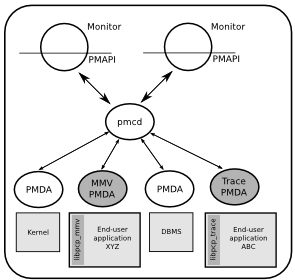 Monitor
Monitor
PMAPI
PMAPI
pmcd
PMDA
MMV
PMDA
PMDA
Trace
PMDA
Kernel
libpcp_mmv
End-user
application
XYZ
DBMS
libpcp_trace
End-user
application
ABC